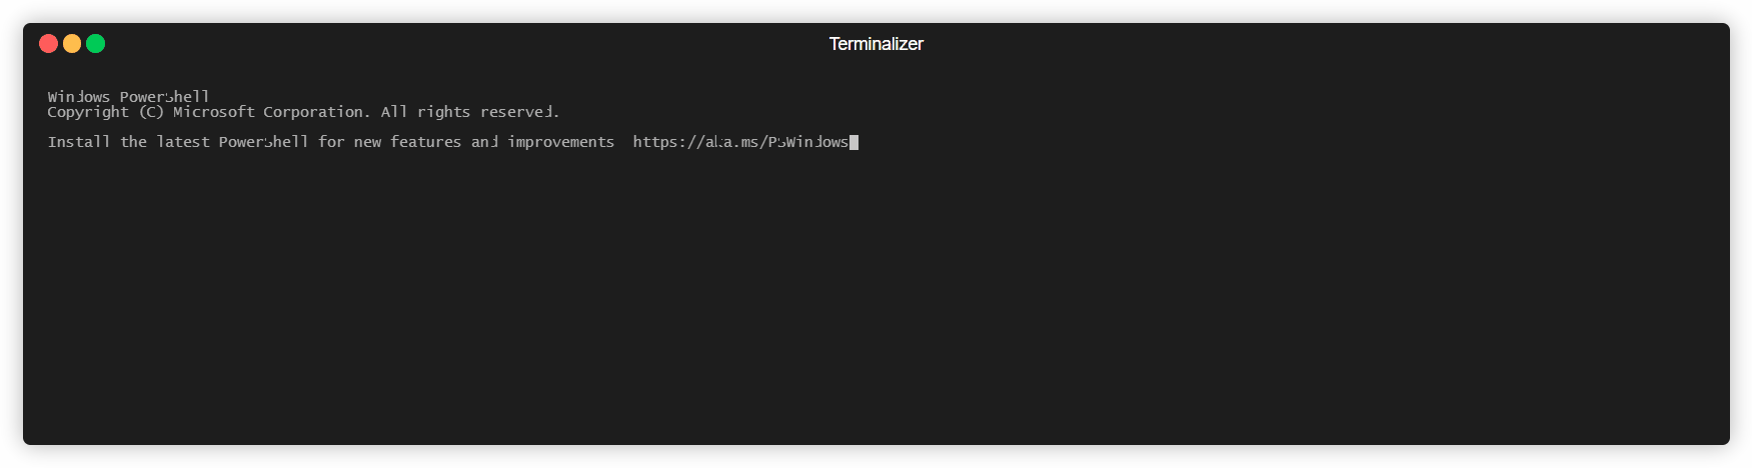 Terminalizer
Windows PowerShell
Copyright (C) Microsoft Corporation. All rights reserved.
Install the latest PowerShell for new features and improvements  https://aka.ms/PSWindows